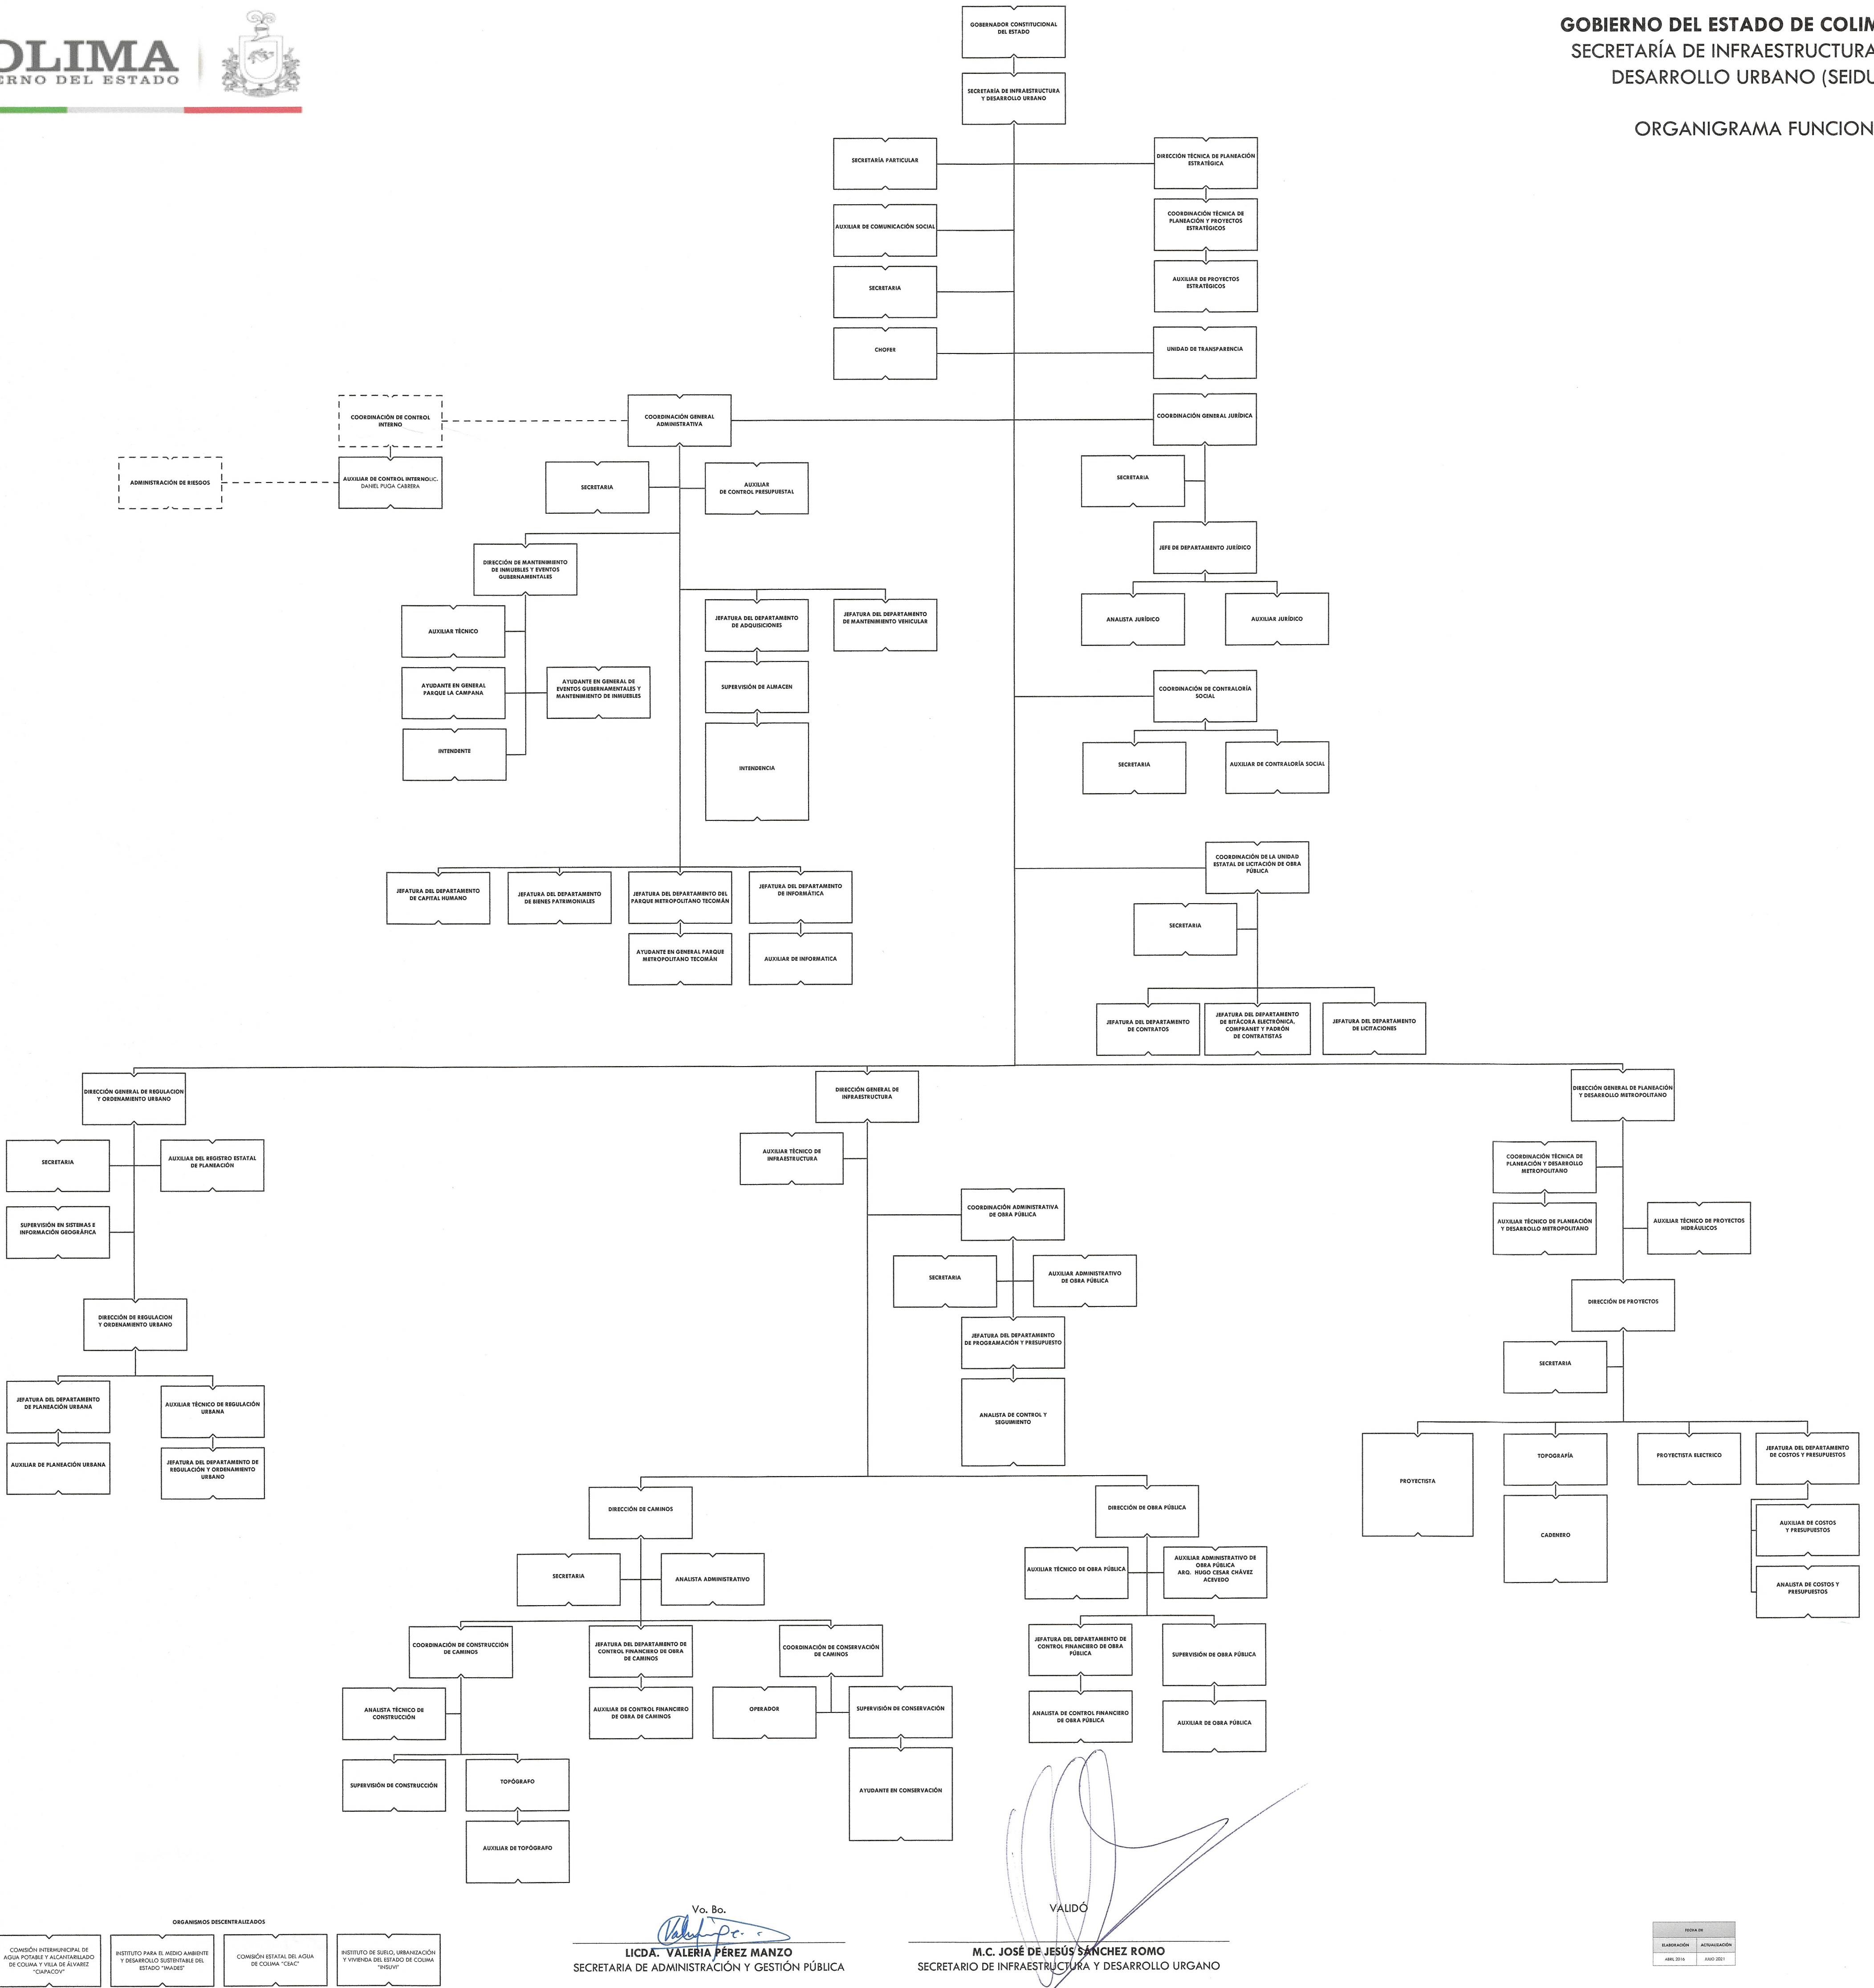 OLIMA
ERNO DEL ESTADO
GOBIERNO DEL ESTADO DE COLIM
SECRETARÍA DE INFRAESTRUCTURA
DESARROLLO URBANO (SEIDU
ORGANIGRAMA FUNCION
GOBERNADOR CONSTITUCIONAL
DEL ESTADO
SECRETARÍA DE INFRAESTRUCTURA
Y DESARROLLO URBANO
SECRETARÍA PARTICULAR
DIRECCIÓN TÉCNICA DE PLANEACIÓN
ESTRATÉGICA
AUXILIAR DE COMUNICACIÓN SOCIAL
COORDINACIÓN TÉCNICA DE
PLANEACIÓN Y PROYECTOS
ESTRATÉGICOS
SECRETARIA
AUXILIAR DE PROYECTOS
ESTRATÉGICOS
CHOFER
UNIDAD DE TRANSPARENCIA
COORDINACIÓN DE CONTROL
INTERNO
COORDINACIÓN GENERAL
ADMINISTRATIVA
COORDINACIÓN GENERAL JURÍDICA
ADMINISTRACIÓN DE RIESGOS
AUXILIAR DE CONTROL INTERNOLIC.
DANIEL PUGA CABRERA
SECRETARIA
AUXILIAR
DE CONTROL PRESUPUESTAL
SECRETARIA
DIRECCIÓN DE MANTENIMIENTO
DE INMUEBLES Y EVENTOS
GUBERNAMENTALES
JEFE DE DEPARTAMENTO JURÍDICO
AUXILIAR TÉCNICO
JEFATURA DEL DEPARTAMENTO
DE ADQUISICIONES
JEFATURA DEL DEPARTAMENTO
DE MANTENIMIENTO VEHICULAR
ANALISTA JURÍDICO
AUXILIAR JURÍDICO
AYUDANTE EN GENERAL
PARQUE LA CAMPANA
AYUDANTE EN GENERAL DE
EVENTOS GUBERNAMENTALES Y
MANTENIMIENTO DE INMUEBLES
SUPERVISIÓN DE ALMACEN
COORDINACIÓN DE CONTRALORÍA
SOCIAL
INTENDENTE
INTENDENCIA
SECRETARIA
AUXILIAR DE CONTRALORÍA SOCIAL
COORDINACIÓN DE LA UNIDAD
ESTATAL DE LICITACIÓN DE OBRA
PÚBLICA
JEFATURA DEL DEPARTAMENTO
DE CAPITAL HUMANO
JEFATURA DEL DEPARTAMENTO
DE BIENES PATRIMONIALES
JEFATURA DEL DEPARTAMENTO DEL
PARQUE METROPOLITANO TECOMÁN
JEFATURA DEL DEPARTAMENTO
DE INFORMÁTICA
SECRETARIA
AYUDANTE EN GENERAL PARQUE
METROPOLITANO TECOMÁN
AUXILIAR DE INFORMATICA
JEFATURA DEL DEPARTAMENTO
DE CONTRATOS
JEFATURA DEL DEPARTAMENTO
DE BITÁCORA ELECTRÓNICA,
COMPRANET Y PADRÓN
DE CONTRATISTAS
JEFATURA DEL DEPARTAMENTO
DE LICITACIONES
DIRECCIÓN GENERAL DE REGULACION
Y ORDENAMIENTO URBANO
DIRECCIÓN GENERAL DE
INFRAESTRUCTURA
DIRECCIÓN GENERAL DE PLANEACIÓN
Y DESARROLLO METROPOLITANO
SECRETARIA
AUXILIAR DEL REGISTRO ESTATAL
DE PLANEACIÓN
AUXILIAR TÉCNICO DE
INFRAESTRUCTURA
COORDINACIÓN TÉCNICA DE
PLANEACIÓN Y DESARROLLO
METROPOLITANO
SUPERVISIÓN EN SISTEMAS E
INFORMACIÓN GEOGRÁFICA
COORDINACIÓN ADMINISTRATIVA
DE OBRA PÚBLICA
AUXILIAR TÉCNICO DE PLANEACIÓN
Y DESARROLLO METROPOLITANO
AUXILIAR TÉCNICO DE PROYECTOS
HIDRÁULICOS
SECRETARIA
AUXILIAR ADMINISTRATIVO
DE OBRA PÚBLICA
DIRECCIÓN DE REGULACION
Y ORDENAMIENTO URBANO
DIRECCIÓN DE PROYECTOS
JEFATURA DEL DEPARTAMENTO
DE PROGRAMACIÓN Y PRESUPUESTO
SECRETARIA
JEFATURA DEL DEPARTAMENTO
DE PLANEACIÓN URBANA
AUXILIAR TÉCNICO DE REGULACIÓN
URBANA
ANALISTA DE CONTROL Y
SEGUIMIENTO
AUXILIAR DE PLANEACIÓN URBANA
JEFATURA DEL DEPARTAMENTO DE
REGULACIÓN Y ORDENAMIENTO
URBANO
PROYECTISTA
TOPOGRAFÍA
PROYECTISTA ELECTRICO
JEFATURA DEL DEPARTAMENTO
DE COSTOS Y PRESUPUESTOS
CADENERO
AUXILIAR DE COSTOS
Y PRESUPUESTOS
ANALISTA DE COSTOS Y
PRESUPUESTOS
DIRECCIÓN DE CAMINOS
DIRECCIÓN DE OBRA PÚBLICA
SECRETARIA
ANALISTA ADMINISTRATIVO
AUXILIAR TÉCNICO DE OBRA PÚBLICA
AUXILIAR ADMINISTRATIVO DE
OBRA PÚBLICA
ARQ. HUGO CESAR CHÁVEZ
ACEVEDO
COORDINACIÓN DE CONSTRUCCIÓN
DE CAMINOS
JEFATURA DEL DEPARTAMENTO DE
CONTROL FINANCIERO DE OBRA
DE CAMINOS
COORDINACIÓN DE CONSERVACIÓN
DE CAMINOS
JEFATURA DEL DEPARTAMENTO DE
CONTROL FINANCIERO DE OBRA
PÚBLICA
SUPERVISIÓN DE OBRA PÚBLICA
ANALISTA TÉCNICO DE
CONSTRUCCIÓN
AUXILIAR DE CONTROL FINANCIERO
DE OBRA DE CAMINOS
OPERADOR
SUPERVISIÓN DE CONSERVACIÓN
ANALISTA DE CONTROL FINANCIERO
DE OBRA PÚBLICA
AUXILIAR DE OBRA PÚBLICA
SUPERVISIÓN DE CONSTRUCCIÓN
TOPÓGRAFO
AYUDANTE EN CONSERVACIÓN
AUXILIAR DE TOPÓGRAFO
ORGANISMOS DESCENTRALIZADOS
COMISIÓN INTERMUNICIPAL DE
AGUA POTABLE Y ALCANTARILLADO
DE COLIMA Y VILLA DE ÁLVAREZ
"CIAPACOV"
INSTITUTO PARA EL MEDIO AMBIENTE
Y DESARROLLO SUSTENTABLE DEL
ESTADO "IMADES"
COMISIÓN ESTATAL DEL AGUA
DE COLIMA "CEAC"
INSTITUTO DE SUELO, URBANIZACIÓN
Y VIVIENDA DEL ESTADO DE COLIMA
"INSUVI"
Vo. Bo.
LICDA. VALERIA PÉREZ MANZO
SECRETARIA DE ADMINISTRACIÓN Y GESTIÓN PÚBLICA
VALIDÓ
M.C. JOSÉ DE JESÚS SÁNCHEZ ROMO
SECRETARIO DE INFRAESTRUCTURA Y DESARROLLO URGANO
FECHA DE
ELABORACIÓN ACTUALIZACIÓN
ABRIL 2016 JULIO 2021